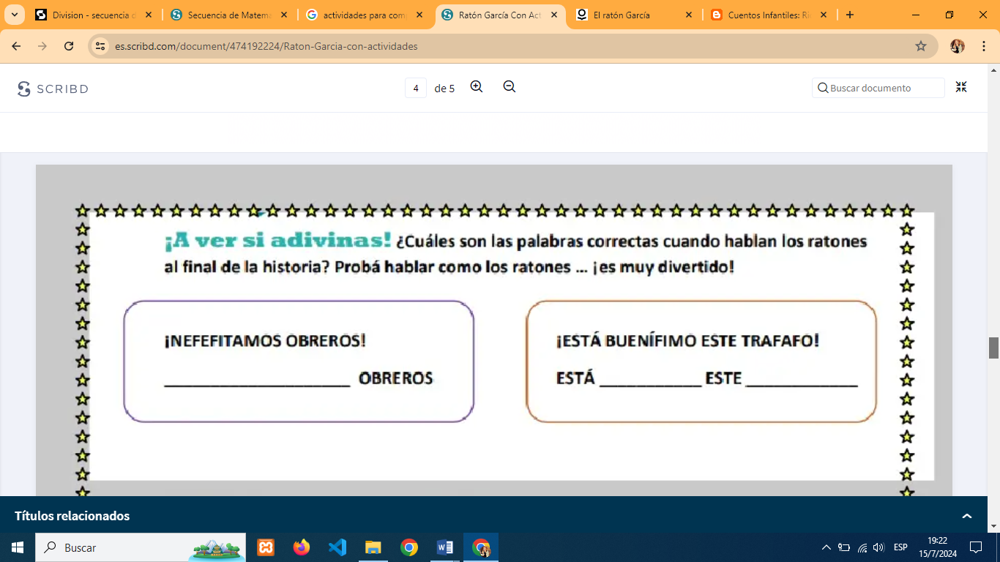 Division - secuencia d
Secuencia de Matema
actividades para com
Ratón García Con Act
El ratón García
Cuentos Infantiles: Ri
es.scribd.com/document/474192224/Raton-Garcia-con-actividades
SCRIBD
4 de 5
Buscar documento
¡A ver si adivinas! ¿Cuáles son las palabras correctas cuando hablan los ratones
al final de la historia? Probá hablar como los ratones ... ¡es muy divertido!
¡NEFEFITAMOS OBREROS!
____________________ OBREROS
¡ESTÁ BUENÍFIMO ESTE TRAFAFO!
ESTÁ ___________ ESTE ____________
Títulos relacionados
Buscar
ESP
19:22
15/7/2024